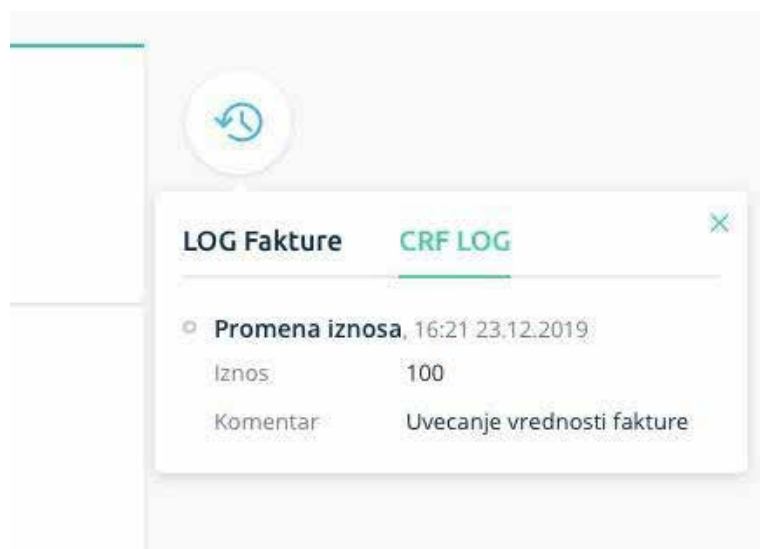 LOG Fakture CRF LOG
Promena iznosa, 16:21 23.12.2019
Iznos 100
Komentar Uvecanje vrednosti fakture